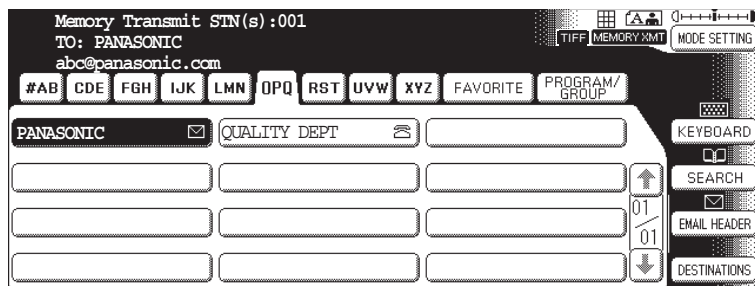 Memory Transmit STN(s):001
TO: PANASONIC
abc@panasonic.com
TIFF MEMORY XMT MODE SETTING
#AB CDE FGH IJK LMN OPQ RST UVW XYZ FAVORITE PROGRAM/GROUP
PANASONIC QUALITY DEPT
KEYBOARD
SEARCH
01/01
EMAIL HEADER
DESTINATIONS